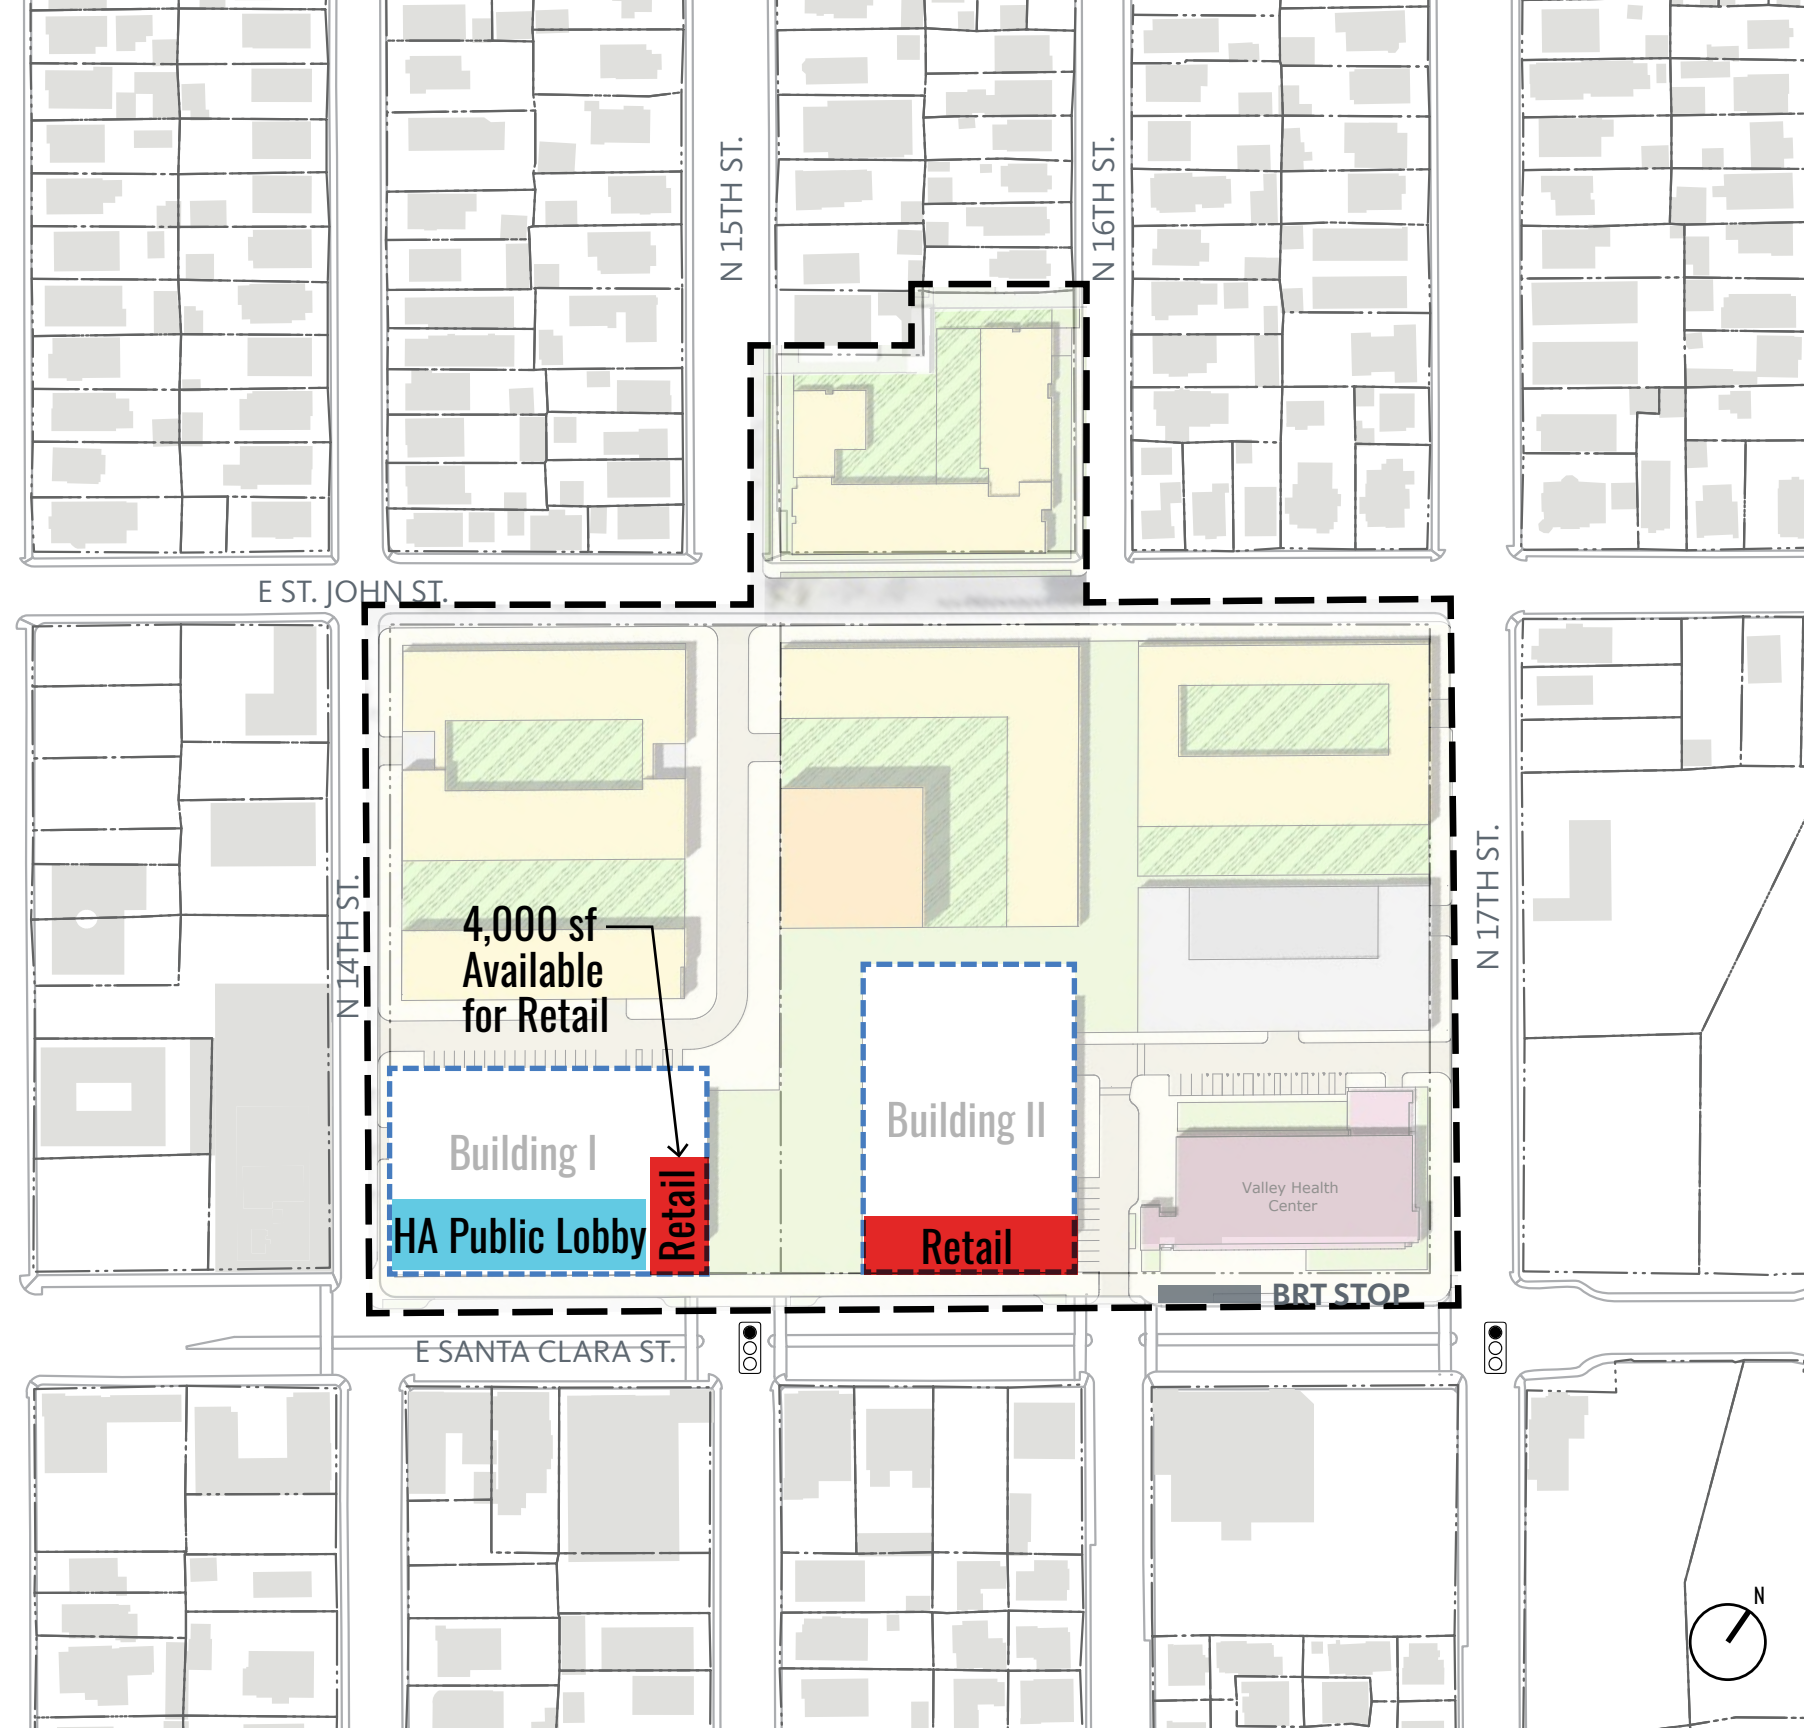 N 15TH ST.
N 16TH ST.
E ST. JOHN ST.
N 14TH ST.
N 17TH ST.
4,000 sf
Available
for Retail
Building I
Building II
HA Public Lobby
Retail
Retail
Valley Health
Center
BRT STOP
E SANTA CLARA ST.
N